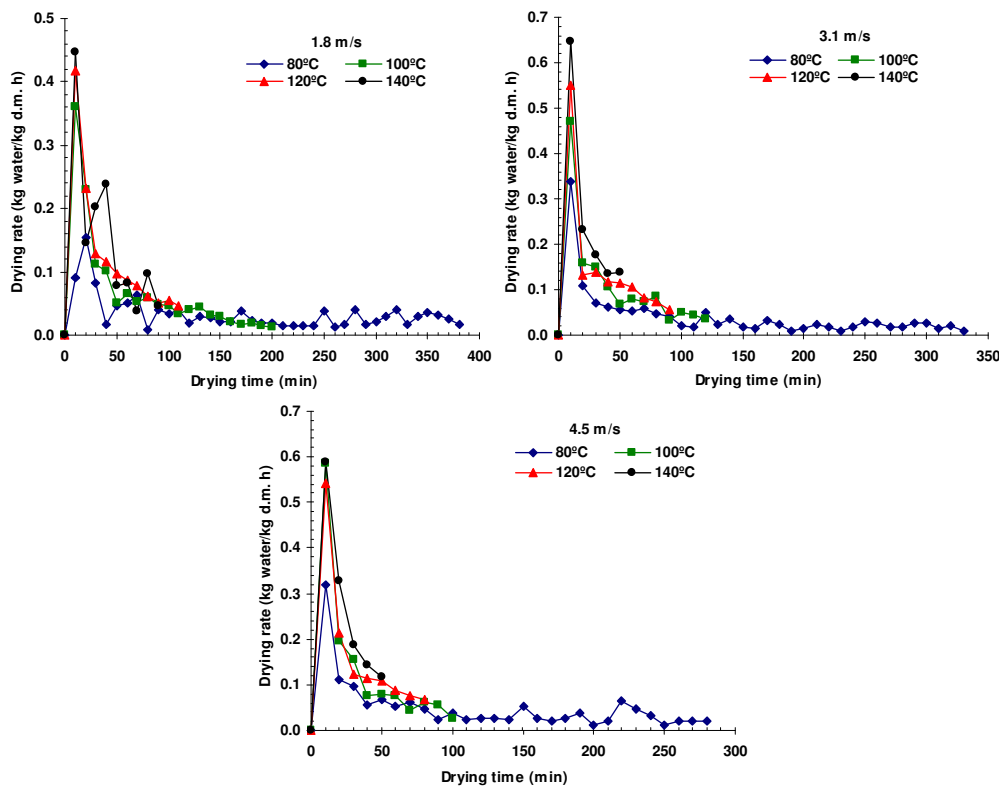 1.8 m/s
80ºC 100ºC
120ºC 140ºC
Drying rate (kg water/kg d.m. h)
0.5
0.4
0.3
0.2
0.1
0.0
0 50 100 150 200 250 300 350 400
Drying time (min)
3.1 m/s
80ºC 100ºC
120ºC 140ºC
Drying rate (kg water/kg d.m. h)
0.7
0.6
0.5
0.4
0.3
0.2
0.1
0.0
0 50 100 150 200 250 300 350
Drying time (min)
4.5 m/s
80ºC 100ºC
120ºC 140ºC
Drying rate (kg water/kg d.m. h)
0.7
0.6
0.5
0.4
0.3
0.2
0.1
0.0
0 50 100 150 200 250 300
Drying time (min)